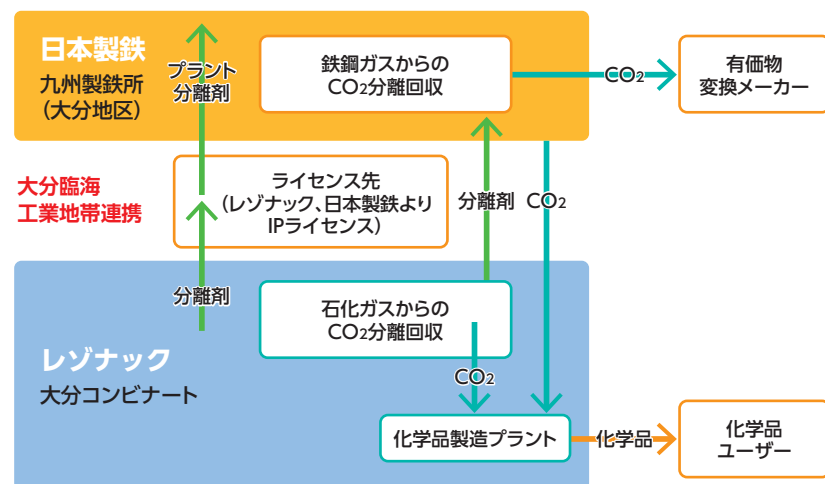 日本製鉄
九州製鉄所
(大分地区)
プラント
分離剤
鉄鋼ガスからの
CO2分離回収
CO2
有価物
変換メーカー
大分臨海
工業地帯連携
ライセンス先
(レゾナック、日本製鉄より
IPライセンス)
分離剤
CO2
分離剤
石化ガスからの
CO2分離回収
レゾナック
大分コンビナート
CO2
化学品製造プラント
化学品
化学品
ユーザー